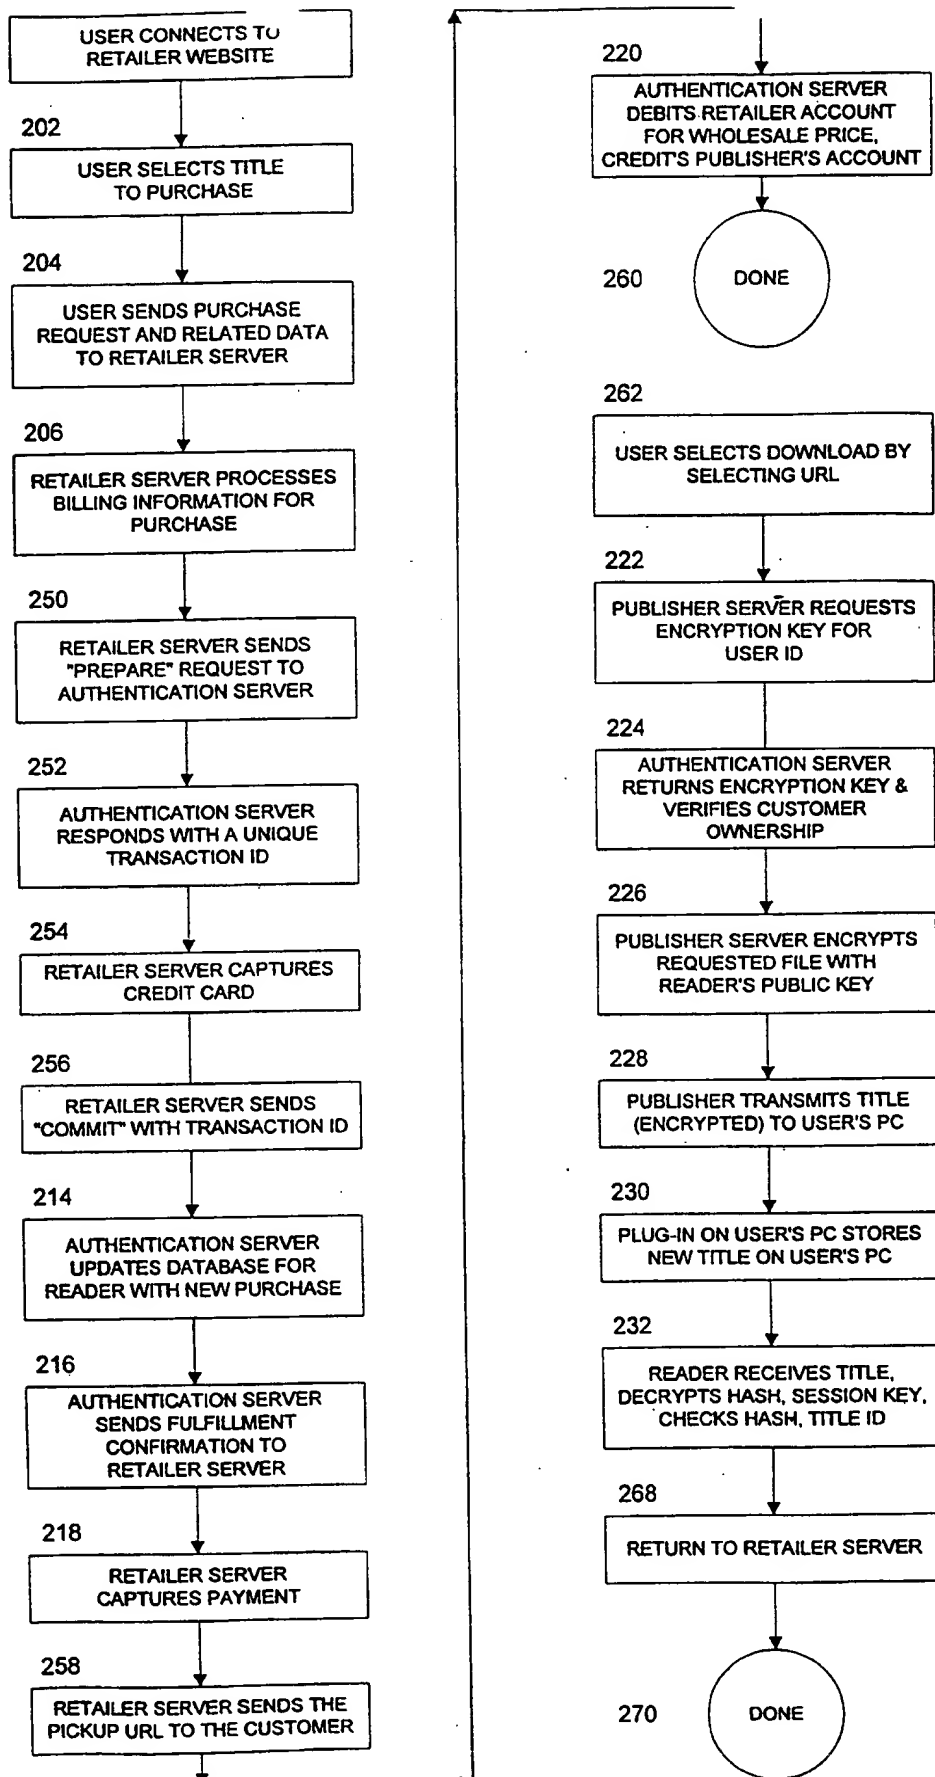 USER CONNECTS TO
RETAILER WEBSITE
202
USER SELECTS TITLE
TO PURCHASE
204
USER SENDS PURCHASE
REQUEST AND RELATED DATA
TO RETAILER SERVER
206
RETAILER SERVER PROCESSES
BILLING INFORMATION FOR
PURCHASE
250
RETAILER SERVER SENDS
"PREPARE" REQUEST TO
AUTHENTICATION SERVER
252
AUTHENTICATION SERVER
RESPONDS WITH A UNIQUE
TRANSACTION ID
254
RETAILER SERVER CAPTURES
CREDIT CARD
256
RETAILER SERVER SENDS
"COMMIT" WITH TRANSACTION ID
214
AUTHENTICATION SERVER
UPDATES DATABASE FOR
READER WITH NEW PURCHASE
216
AUTHENTICATION SERVER
SENDS FULFILLMENT
CONFIRMATION TO
RETAILER SERVER
218
RETAILER SERVER
CAPTURES PAYMENT
258
RETAILER SERVER SENDS THE
PICKUP URL TO THE CUSTOMER
220
AUTHENTICATION SERVER
DEBITS RETAILER ACCOUNT
FOR WHOLESALE PRICE,
CREDIT'S PUBLISHER'S ACCOUNT
260
DONE
262
USER SELECTS DOWNLOAD BY
SELECTING URL
222
PUBLISHER SERVER REQUESTS
ENCRYPTION KEY FOR
USER ID
224
AUTHENTICATION SERVER
RETURNS ENCRYPTION KEY &
VERIFIES CUSTOMER
OWNERSHIP
226
PUBLISHER SERVER ENCRYPTS
REQUESTED FILE WITH
READER'S PUBLIC KEY
228
PUBLISHER TRANSMITS TITLE
(ENCRYPTED) TO USER'S PC
230
PLUG-IN ON USER'S PC STORES
NEW TITLE ON USER'S PC
232
READER RECEIVES TITLE,
DECRYPTS HASH, SESSION KEY,
CHECKS HASH, TITLE ID
268
RETURN TO RETAILER SERVER
270
DONE